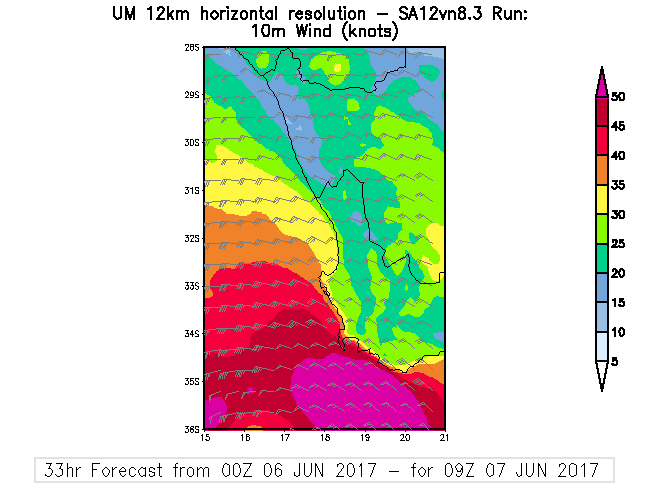 UM 12km horizontal resolution - SA12vn8.3 Run:
10m Wind (knots)
28S
29S
30S
31S
32S
33S
34S
35S
36S
15 16 17 18 19 20 21
50
45
40
35
30
25
20
15
10
5
33hr Forecast from 00Z 06 JUN 2017 - for 09Z 07 JUN 2017